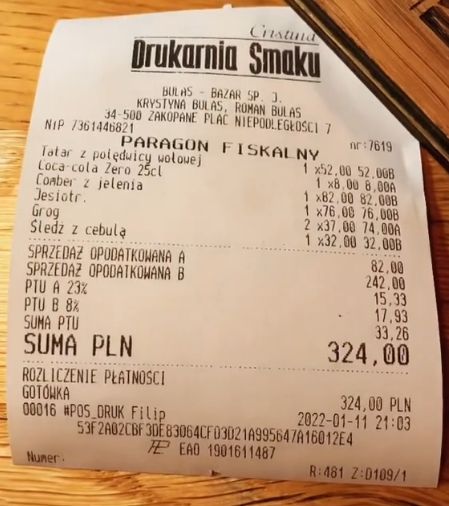 Cristina
Drukarnia Smaku
BULAS - BAZAR SP. J.
KRYSTYNA BULAS, ROMAN BULAS
34-500 ZAKOPANE PLAC NIEPODLEGŁOŚCI 7
NIP 7361446821 nr:7619
PARAGON FISKALNY
Tatar z polędwicy wołowej 1 x52,00 52,00B
Coca-cola Zero 25cl 1 x8,00 8,00A
Comber z jelenia 1 x82,00 82,00B
Jesiotr. 1 x76,00 76,00B
Grog 2 x37,00 74,00A
Śledź z cebulą 1 x32,00 32,00B
SPRZEDAŻ OPODATKOWANA A 82,00
SPRZEDAŻ OPODATKOWANA B 242,00
PTU A 23% 15,33
PTU B 8% 17,93
SUMA PTU 33,26
SUMA PLN 324,00
ROZLICZENIE PŁATNOŚCI
GOTÓWKA 324,00 PLN
00016 #POS_DRUK Filip 2022-01-11 21:03
53F2A02CBF3DE83064CFD3D21A995647A16012E4
EAO 1901611487
Numer: R:481 Z:D109/1